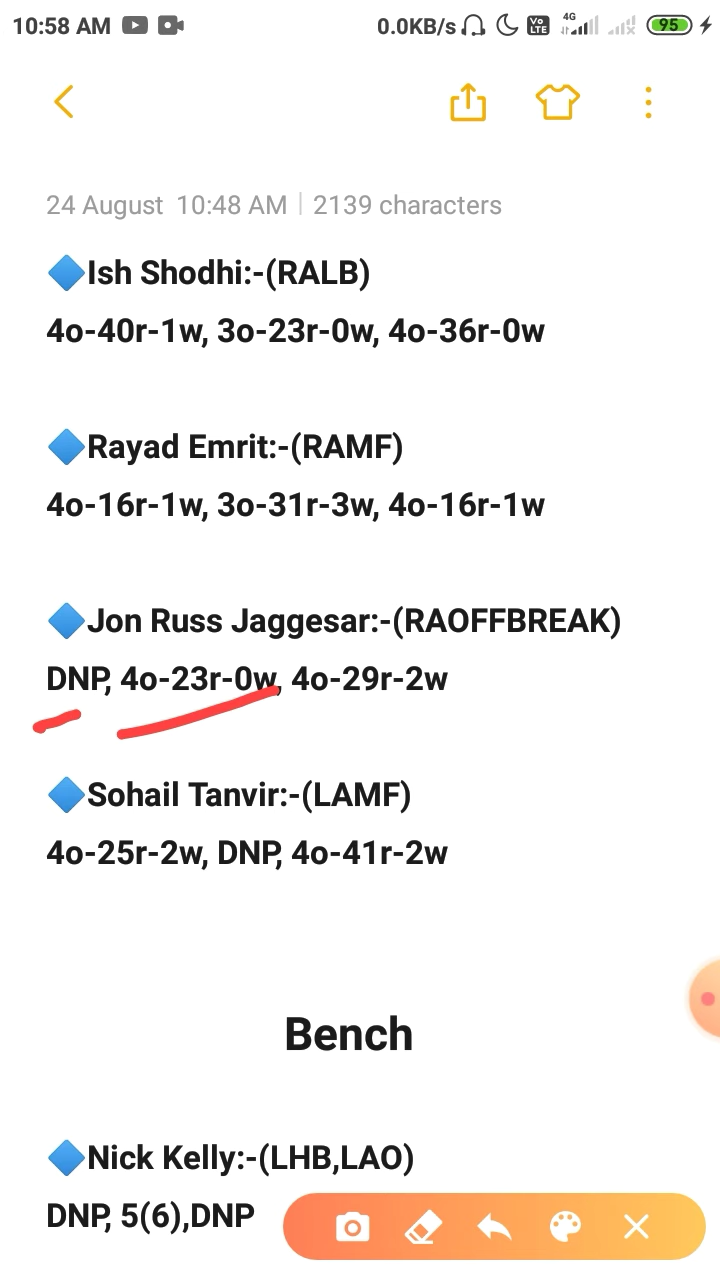 10:58 AM 0.0KB/s Vo LTE 4G 95
24 August 10:48 AM | 2139 characters
🔷Ish Shodhi:-(RALB)
4o-40r-1w, 3o-23r-0w, 4o-36r-0w
🔷Rayad Emrit:-(RAMF)
4o-16r-1w, 3o-31r-3w, 4o-16r-1w
🔷Jon Russ Jaggesar:-(RAOFFBREAK)
DNP, 4o-23r-0w, 4o-29r-2w
🔷Sohail Tanvir:-(LAMF)
4o-25r-2w, DNP, 4o-41r-2w
Bench
🔷Nick Kelly:-(LHB,LAO)
DNP, 5(6),DNP